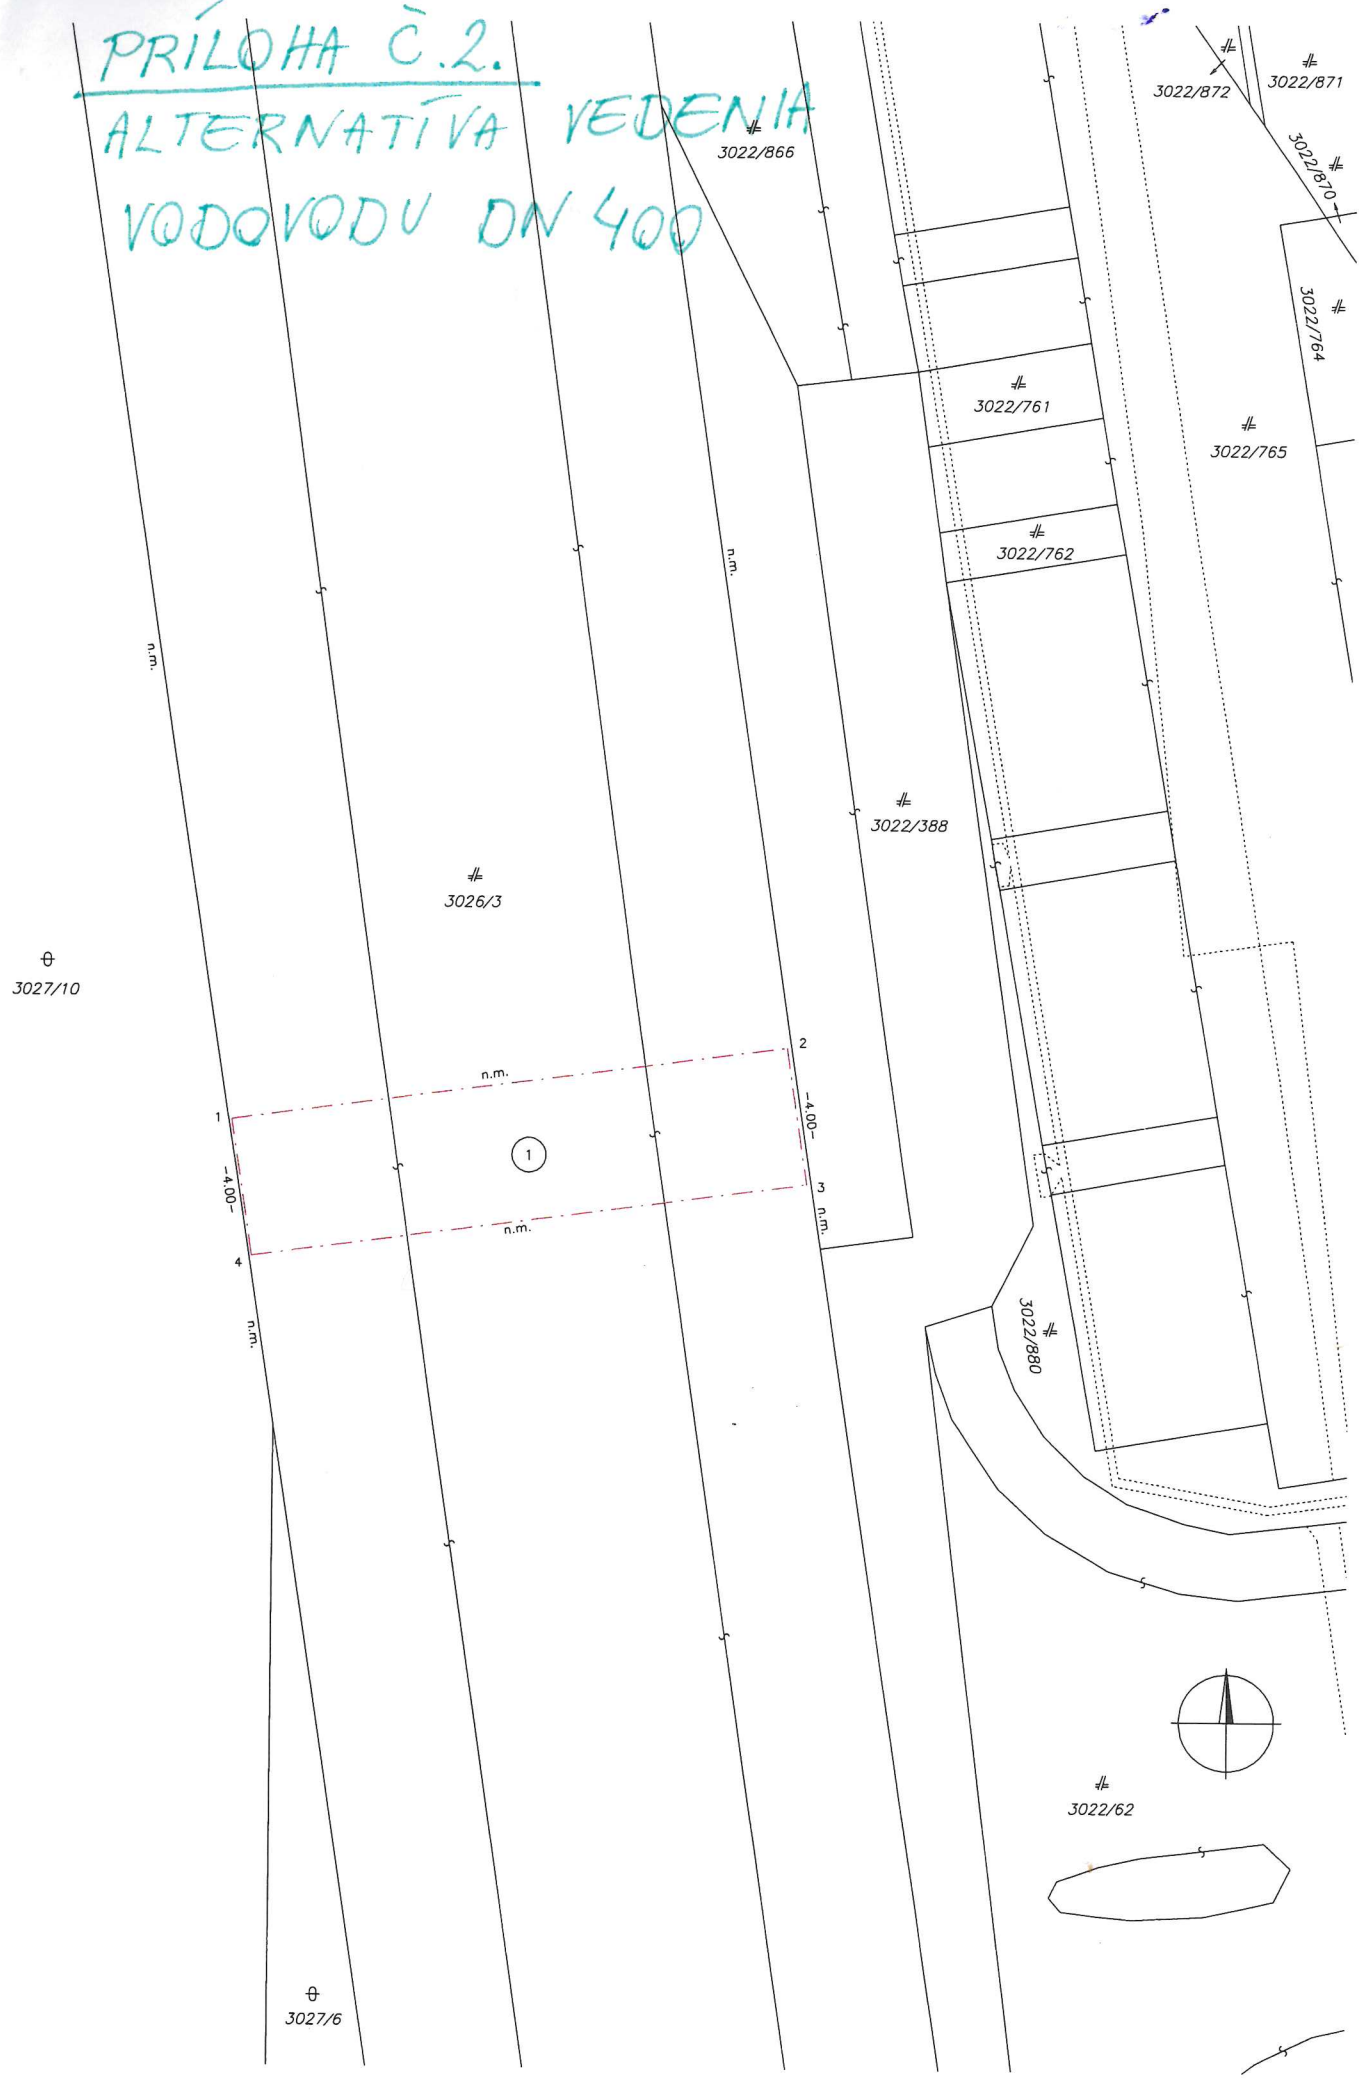 PRÍLOHA Č.2.
ALTERNATÍVA VEDENIA
VODOVODU DN 400
3022/866
3022/872
3022/871
3022/870
3022/764
3022/761
3022/765
3022/762
n.m.
n.m.
3022/388
3026/3
3027/10
2
n.m.
1
-4.00-
1
-4.00-
3
n.m.
n.m.
4
n.m.
3022/880
3022/62
3027/6